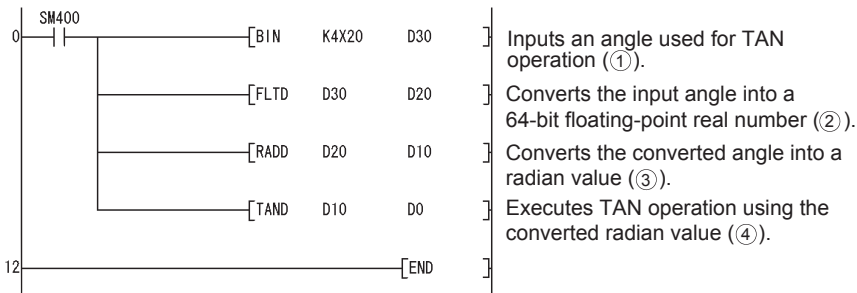 SM400
0 BIN K4X20 D30 Inputs an angle used for TAN
operation (①).
FLTD D30 D20 Converts the input angle into a
64-bit floating-point real number (②).
RADD D20 D10 Converts the converted angle into a
radian value (③).
TAND D10 D0 Executes TAN operation using the
converted radian value (④).
12 END